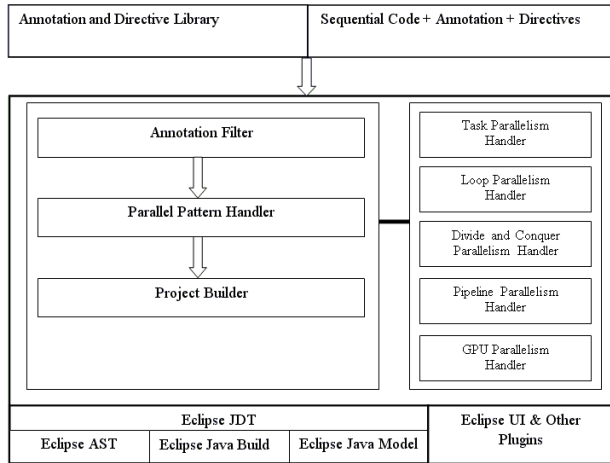 Annotation and Directive Library
Sequential Code + Annotation + Directives
Annotation Filter
Parallel Pattern Handler
Project Builder
Task Parallelism
Handler
Loop Parallelism
Handler
Divide and Conquer
Parallelism Handler
Pipeline Parallelism
Handler
GPU Parallelism
Handler
Eclipse JDT
Eclipse AST
Eclipse Java Build
Eclipse Java Model
Eclipse UI & Other
Plugins